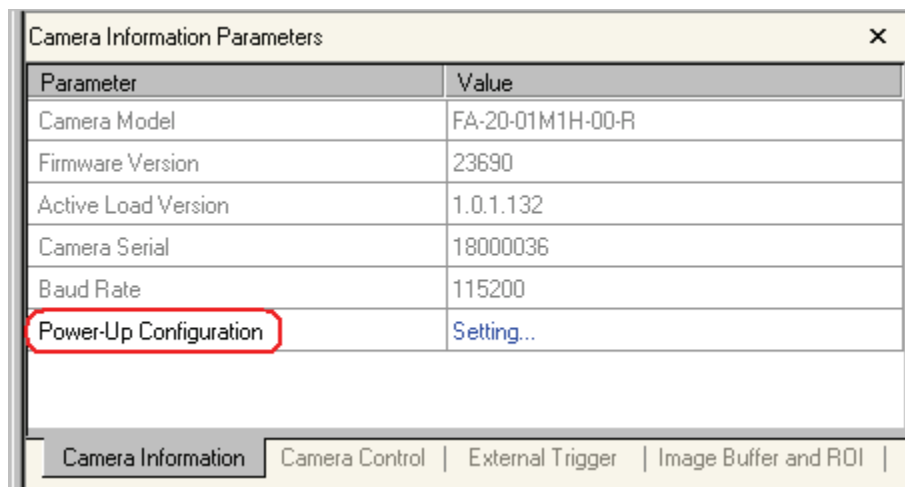 Camera Information Parameters ×
Parameter Value
Camera Model FA-20-01M1H-00-R
Firmware Version 23690
Active Load Version 1.0.1.132
Camera Serial 18000036
Baud Rate 115200
Power-Up Configuration Setting...
Camera Information Camera Control | External Trigger | Image Buffer and ROI |